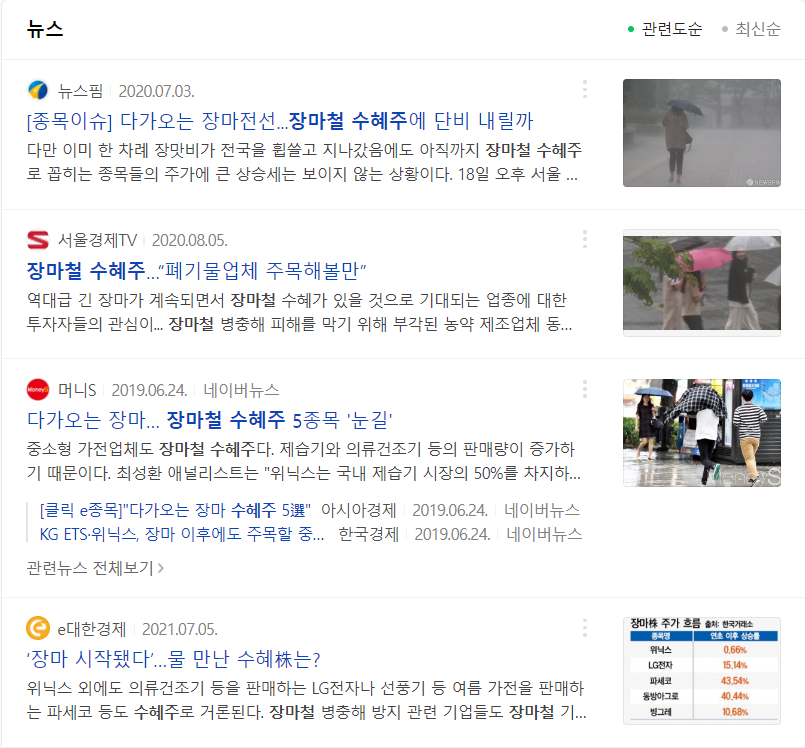 뉴스
관련도순 최신순
뉴스핌 2020.07.03.
[종목이슈] 다가오는 장마전선...장마철 수혜주에 단비 내릴까
다만 이미 한 차례 장맛비가 전국을 휩쓸고 지나갔음에도 아직까지 장마철 수혜주
로 꼽히는 종목들의 주가에 큰 상승세는 보이지 않는 상황이다. 18일 오후 서울 ...
NEWSPIM
서울경제TV 2020.08.05.
장마철 수혜주…“폐기물업체 주목해볼만”
역대급 긴 장마가 계속되면서 장마철 수혜가 있을 것으로 기대되는 업종에 대한
투자자들의 관심이... 장마철 병충해 피해를 막기 위해 부각된 농약 제조업체 동...
MoneyS 머니S 2019.06.24. 네이버뉴스
다가오는 장마… 장마철 수혜주 5종목 '눈길'
중소형 가전업체도 장마철 수혜주다. 제습기와 의류건조기 등의 판매량이 증가하
기 때문이다. 최성환 애널리스트는 "위닉스는 국내 제습기 시장의 50%를 차지하...
MoneyS
[클릭 e종목]"다가오는 장마 수혜주 5選" 아시아경제 2019.06.24. 네이버뉴스
KG ETS·위닉스, 장마 이후에도 주목할 중... 한국경제 2019.06.24. 네이버뉴스
관련뉴스 전체보기
e대한경제 2021.07.05.
‘장마 시작됐다’…물 만난 수혜株는?
위닉스 외에도 의류건조기 등을 판매하는 LG전자나 선풍기 등 여름 가전을 판매하
는 파세코 등도 수혜주로 거론된다. 장마철 병충해 방지 관련 기업들도 장마철 기...
장마株 주가 흐름 출처: 한국거래소
종목명 연초 이후 상승률
위닉스 0.66%
LG전자 15.14%
파세코 43.54%
동방아그로 40.44%
빙그레 10.68%